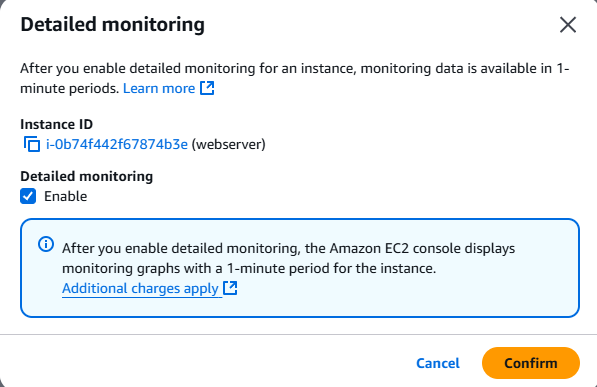 Detailed monitoring
After you enable detailed monitoring for an instance, monitoring data is available in 1-
minute periods. Learn more
Instance ID
i-0b74f442f67874b3e (webserver)
Detailed monitoring
Enable
After you enable detailed monitoring, the Amazon EC2 console displays
monitoring graphs with a 1-minute period for the instance.
Additional charges apply
Cancel
Confirm